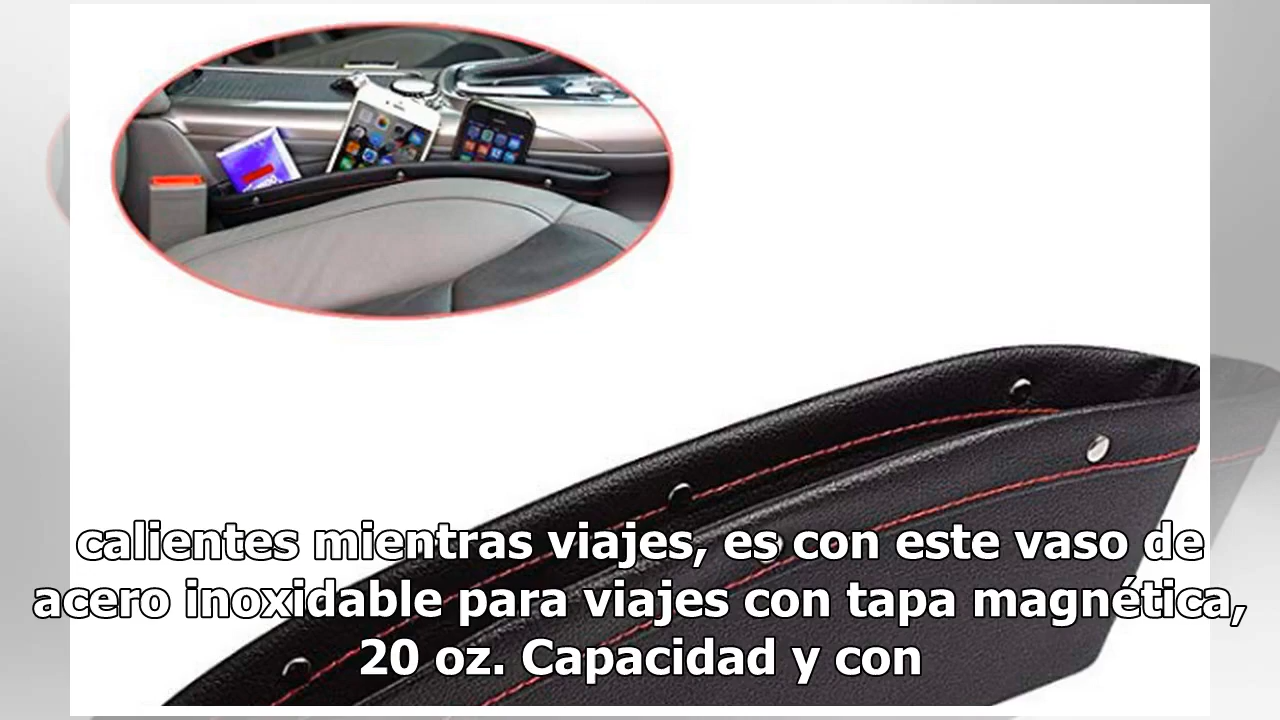 calientes mientras viajes, es con este vaso de
acero inoxidable para viajes con tapa magnética,
20 oz. Capacidad y con